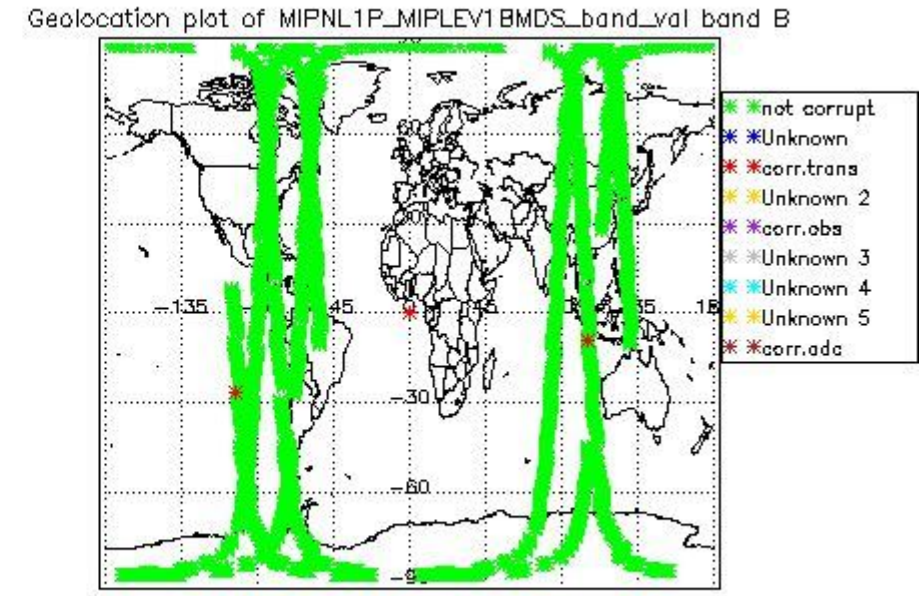 Geolocation plot of MIPNL1P_MIPLEV1BMDS_band_val band B
60
-135
45
-30
-60
not corrupt
Unknown
corr.trans
Unknown 2
corr.obs
Unknown 3
Unknown 4
Unknown 5
corr.adc